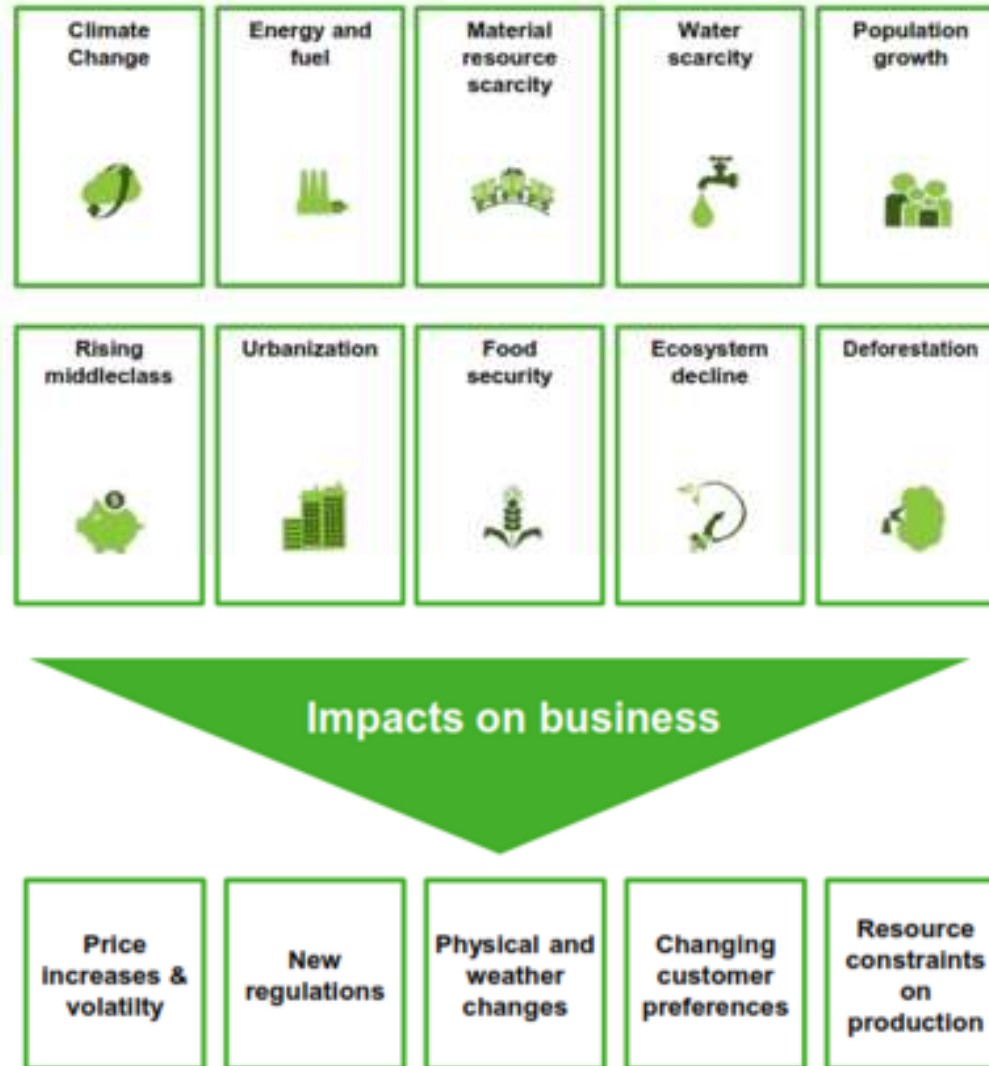 Climate
Change
Energy and
fuel
Material
resource
scarcity
Water
scarcity
Population
growth
Rising
middleclass
Urbanization
Food
security
Ecosystem
decline
Deforestation
Impacts on business
Price
increases &
volatilty
New
regulations
Physical and
weather
changes
Changing
customer
preferences
Resource
constraints
on
production